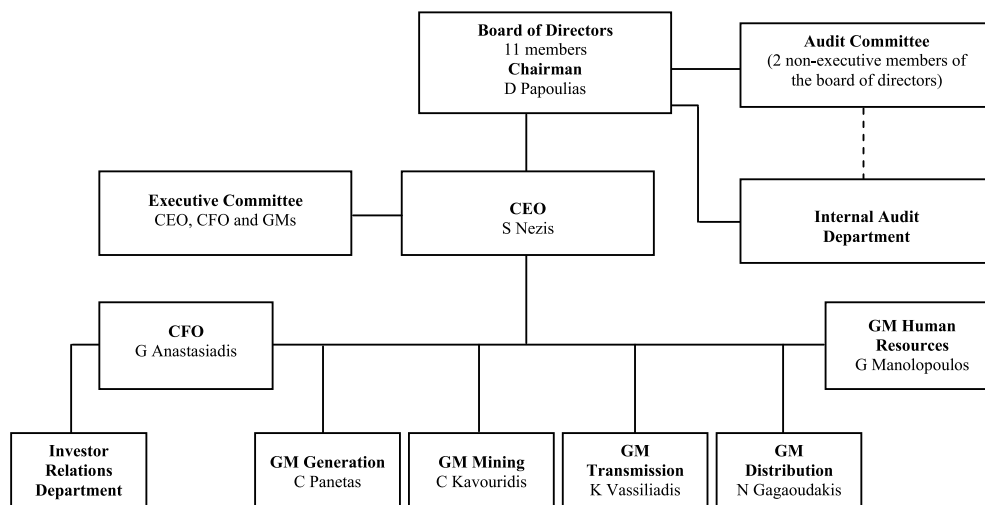 Board of Directors
11 members
Chairman
D Papoulias
Audit Committee
(2 non-executive members of
the board of directors)
Executive Committee
CEO, CFO and GMs
CEO
S Nezis
Internal Audit
Department
CFO
G Anastasiadis
GM Human
Resources
G Manolopoulos
Investor
Relations
Department
GM Generation
C Panetas
GM Mining
C Kavouridis
GM
Transmission
K Vassiliadis
GM
Distribution
N Gagaoudakis